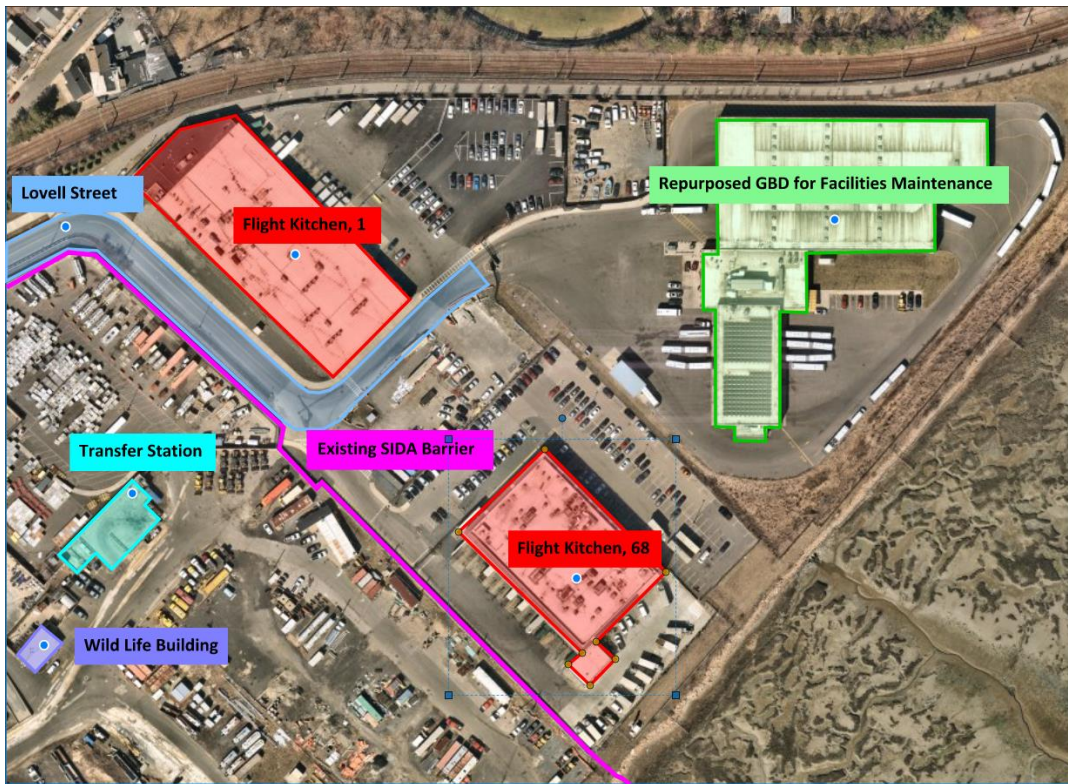 Lovell Street
Flight Kitchen, 1
Repurposed GBD for Facilities Maintenance
Transfer Station
Existing SIDA Barrier
Flight Kitchen, 68
Wild Life Building